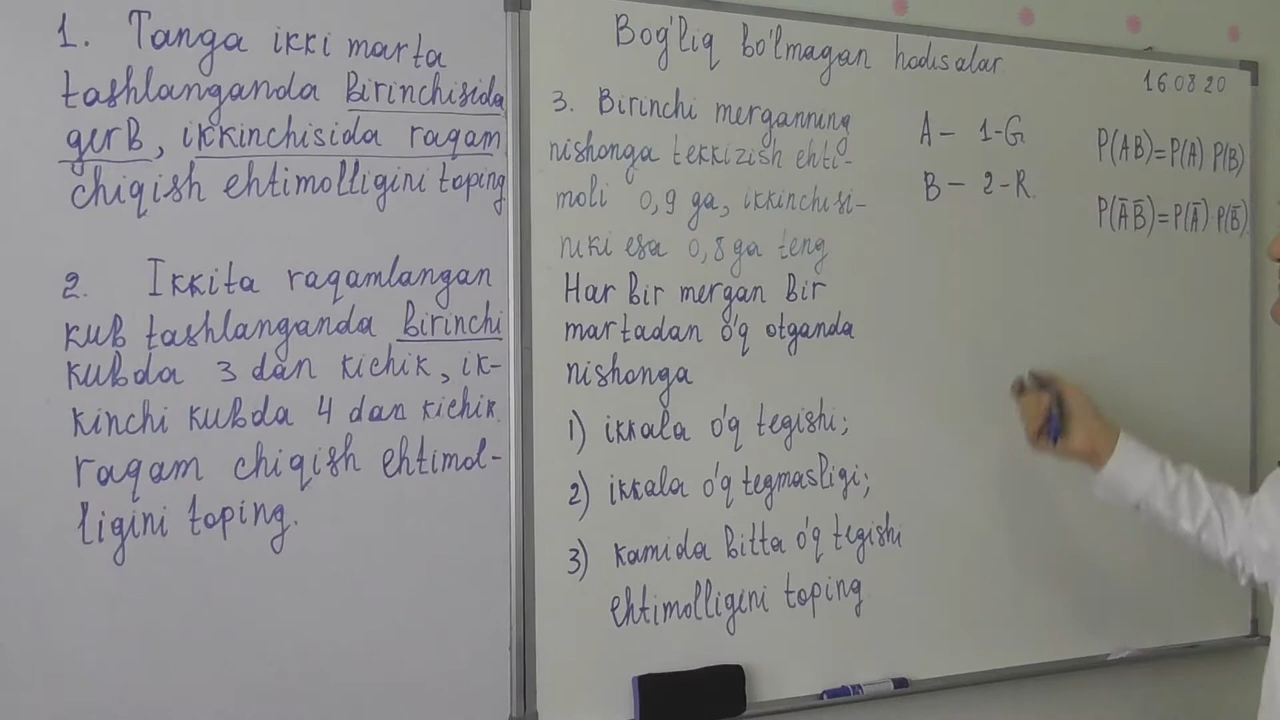 1. Tanga ikki marta
tashlanganda Birinchisida
gerB, ikkinchisida raqam
chiqish ehtimolligini toping
2. Ikkita raqamlangan
kub tashlanganda Birinchi
kubda 3 dan kichik, ik-
kinchi kubda 4 dan kichik
raqam chiqish ehtimol-
ligini toping.
Bog'liq bo'lmagan hodisalar
16.08.20
3. Birinchi merganning
nishonga tekkizish ehti-
moli 0,9 ga, ikkinchisi-
niki esa 0,8 ga teng
Har bir mergan bir
martadan o'q otganda
nishonga
1) ikkala o'q tegishi;
2) ikkala o'q tegmasligi;
3) kamida bitta o'q tegishi
ehtimolligini toping
A – 1-G
B – 2-R.
P(AB)=P(A) P(B)
P(A̅B̅)=P(A̅)·P(B̅)